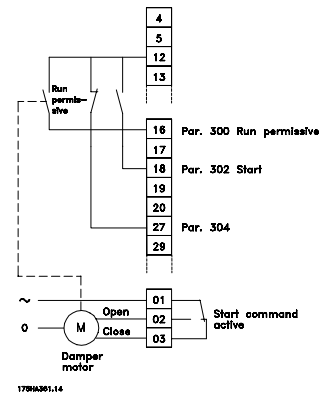 4
5
12
13
Run
permis-
sive
16 Par. 300 Run permissive
17
18 Par. 302 Start
19
20
27 Par. 304
29
~ 01
Open
Start command
0 M 02
active
Close 03
Damper
motor
175HA361.14